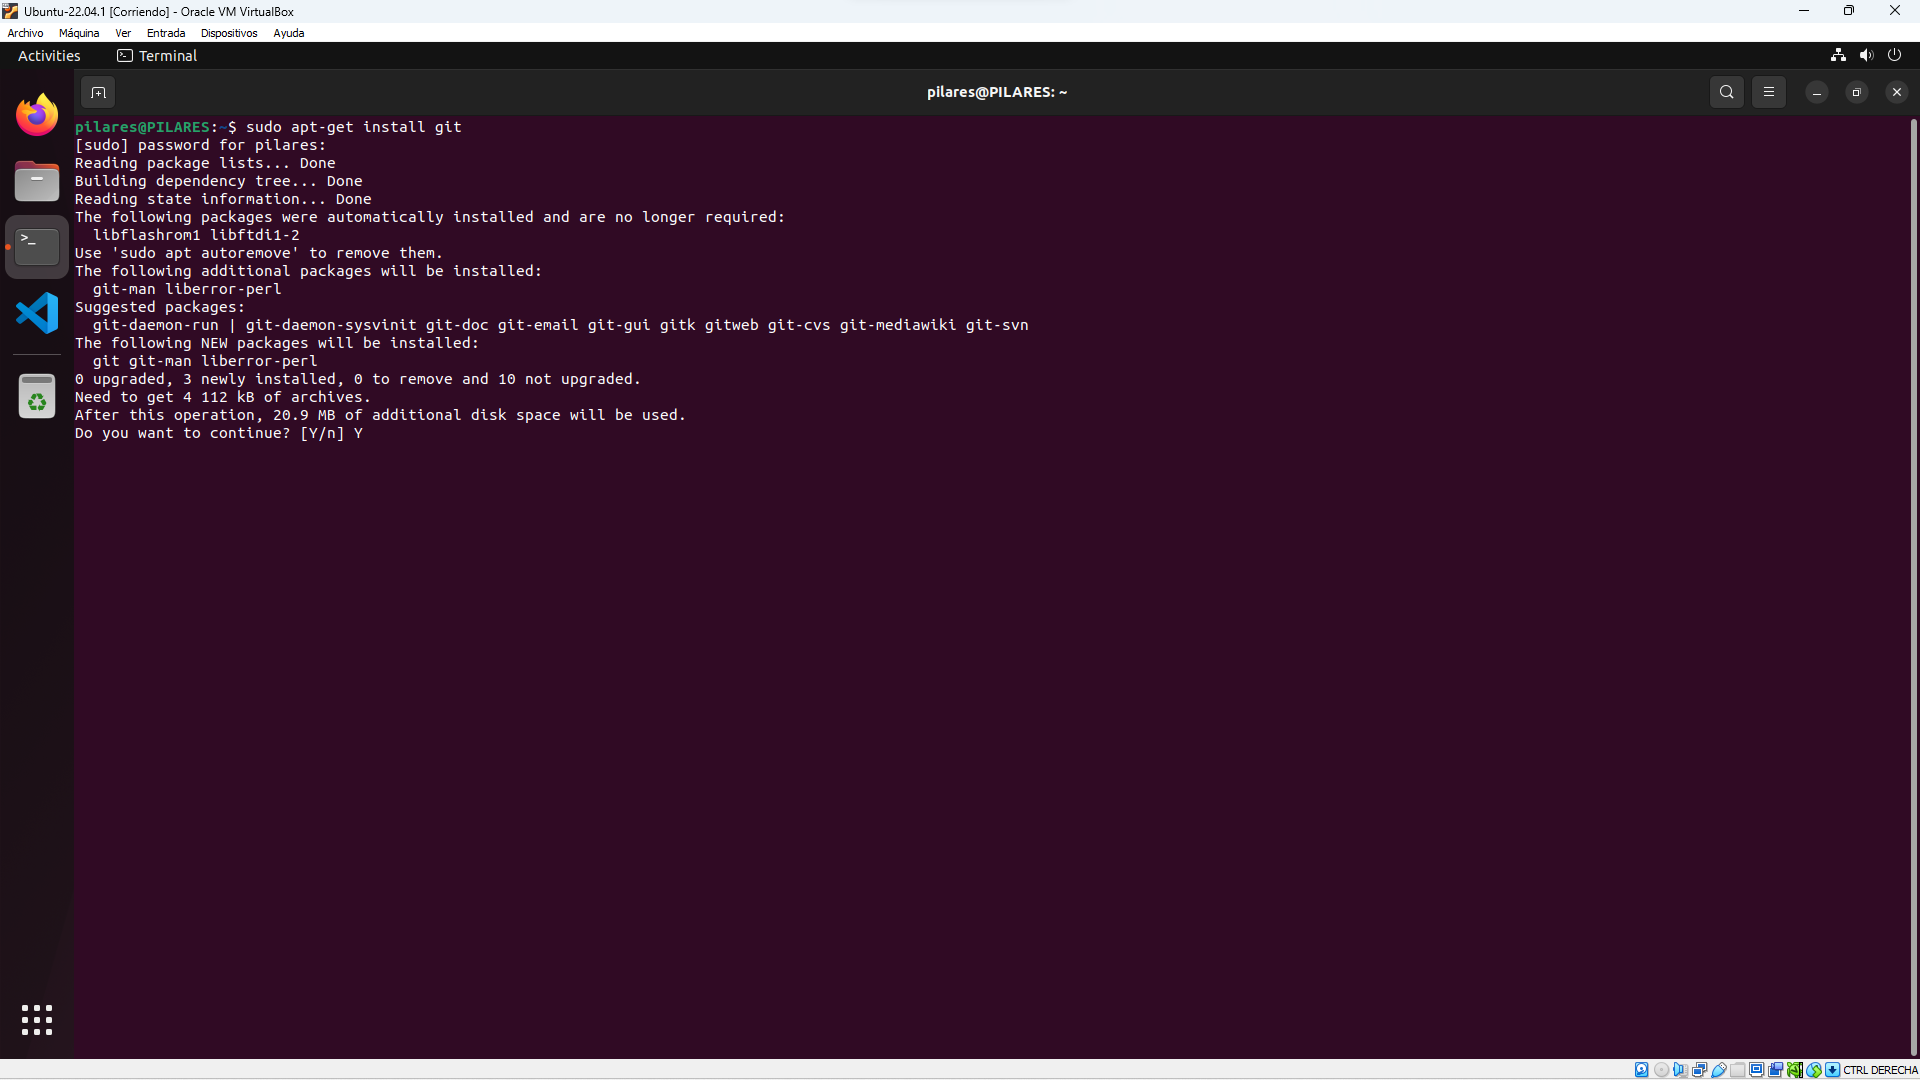 Ubuntu-22.04.1 [Corriendo] - Oracle VM VirtualBox
Archivo Máquina Ver Entrada Dispositivos Ayuda
Activities Terminal
pilares@PILARES: ~
pilares@PILARES:~$ sudo apt-get install git
[sudo] password for pilares:
Reading package lists... Done
Building dependency tree... Done
Reading state information... Done
The following packages were automatically installed and are no longer required:
  libflashrom1 libftdi1-2
Use 'sudo apt autoremove' to remove them.
The following additional packages will be installed:
  git-man liberror-perl
Suggested packages:
  git-daemon-run | git-daemon-sysvinit git-doc git-email git-gui gitk gitweb git-cvs git-mediawiki git-svn
The following NEW packages will be installed:
  git git-man liberror-perl
0 upgraded, 3 newly installed, 0 to remove and 10 not upgraded.
Need to get 4 112 kB of archives.
After this operation, 20.9 MB of additional disk space will be used.
Do you want to continue? [Y/n] Y
CTRL DERECHA